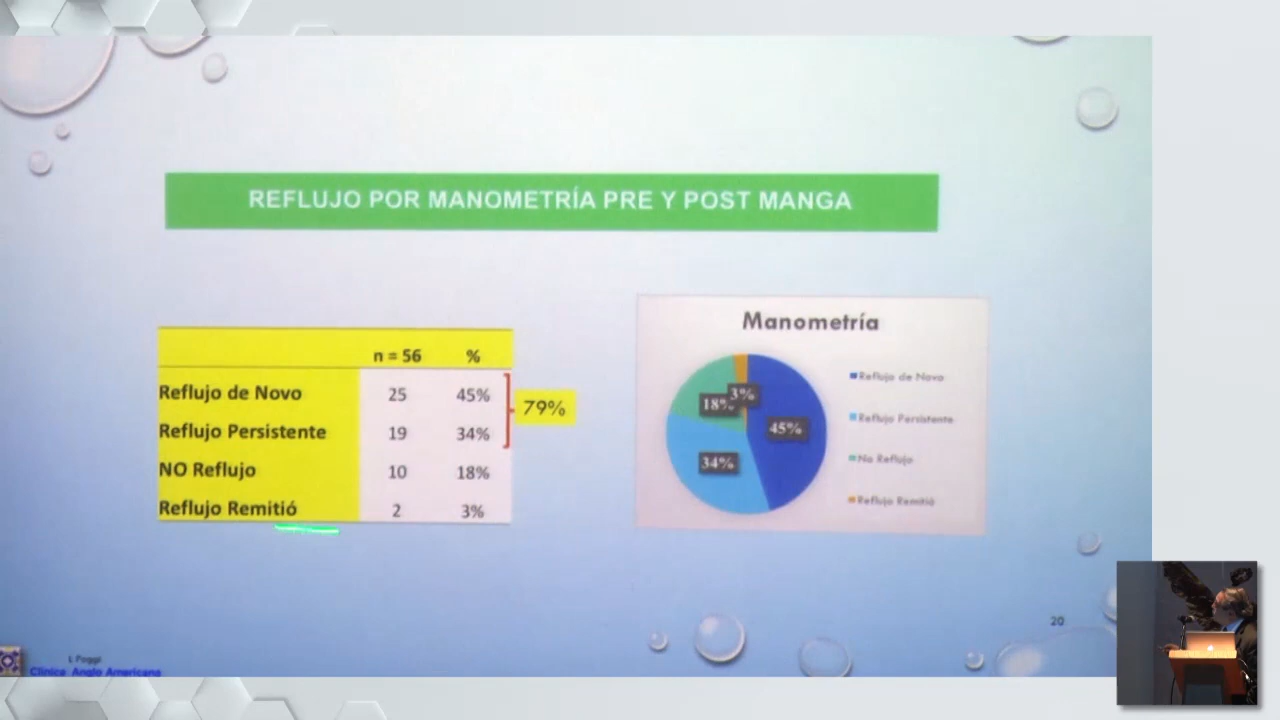 REFLUJO POR MANOMETRÍA PRE Y POST MANGA
n = 56 %
Reflujo de Novo 25 45%
Reflujo Persistente 19 34%
NO Reflujo 10 18%
Reflujo Remitió 2 3%
79%
Manometría
3%
18%
45%
34%
Reflujo de Novo
Reflujo Persistente
No Reflujo
Reflujo Remitió
20
L Poggi
Clínica Anglo Americana